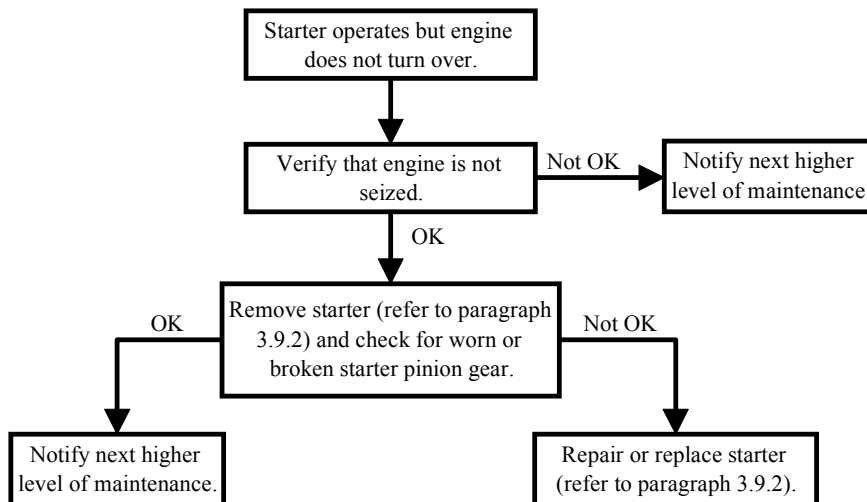 Starter operates but engine
does not turn over.
Verify that engine is not
seized.
Not OK
Notify next higher
level of maintenance.
OK
Remove starter (refer to paragraph
3.9.2) and check for worn or
broken starter pinion gear.
OK
Not OK
Notify next higher
level of maintenance.
Repair or replace starter
(refer to paragraph 3.9.2).